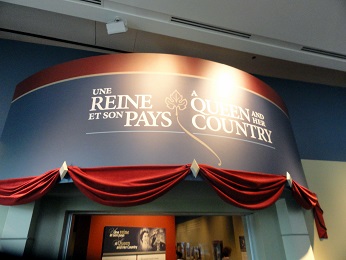 UNE
REINE
ET SON
PAYS
A
QUEEN
AND
HER
COUNTRY